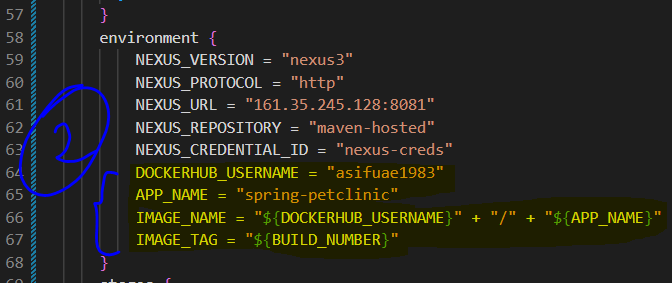 57 }
58 environment {
59 NEXUS_VERSION = "nexus3"
60 NEXUS_PROTOCOL = "http"
61 NEXUS_URL = "161.35.245.128:8081"
62 NEXUS_REPOSITORY = "maven-hosted"
63 NEXUS_CREDENTIAL_ID = "nexus-creds"
2
64 DOCKERHUB_USERNAME = "asifuae1983"
65 APP_NAME = "spring-petclinic"
66 IMAGE_NAME = "${DOCKERHUB_USERNAME}" + "/" + "${APP_NAME}"
67 IMAGE_TAG = "${BUILD_NUMBER}"
68 }
69 stages {